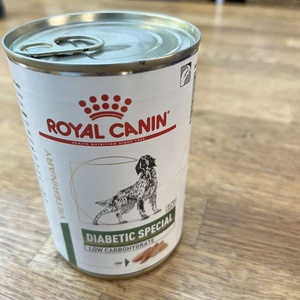 ROYAL CANIN
VETERINARY
DIABETIC SPECIAL
LOW CARBOHYDRATE